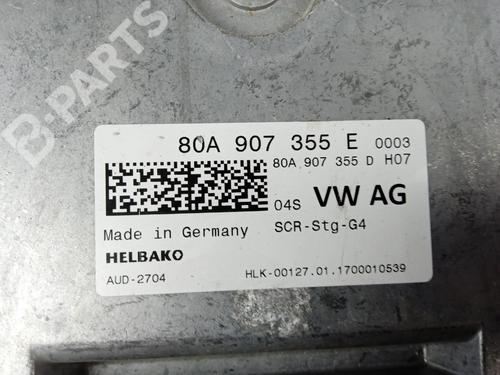 B-PARTS
80A 907 355 E 0003
80A 907 355 D H07
04S VW AG
Made in Germany SCR-Stg-G4
HELBAKO
AUD-2704 HLK-00127.01.1700010539